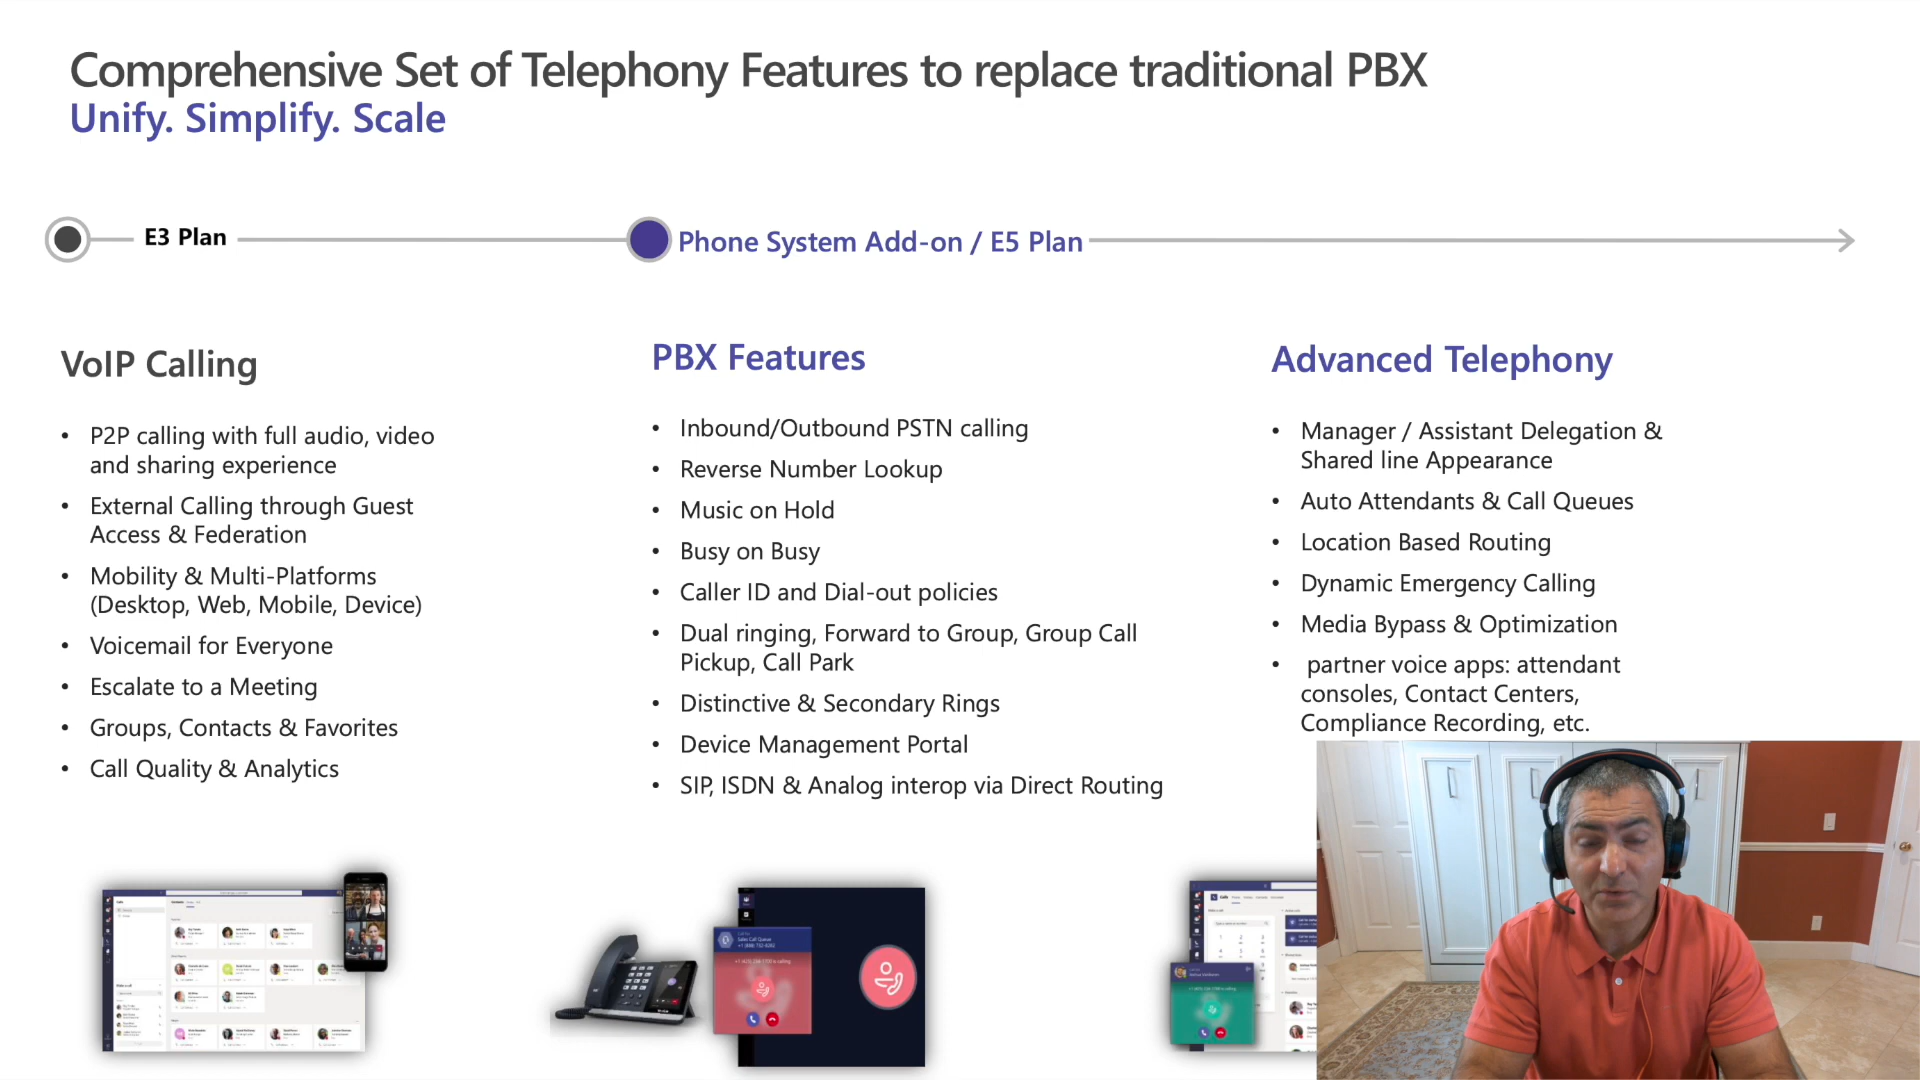 Comprehensive Set of Telephony Features to replace traditional PBX
Unify. Simplify. Scale
E3 Plan
Phone System Add-on / E5 Plan
VoIP Calling
• P2P calling with full audio, video
and sharing experience
• External Calling through Guest
Access & Federation
• Mobility & Multi-Platforms
(Desktop, Web, Mobile, Device)
• Voicemail for Everyone
• Escalate to a Meeting
• Groups, Contacts & Favorites
• Call Quality & Analytics
PBX Features
• Inbound/Outbound PSTN calling
• Reverse Number Lookup
• Music on Hold
• Busy on Busy
• Caller ID and Dial-out policies
• Dual ringing, Forward to Group, Group Call
Pickup, Call Park
• Distinctive & Secondary Rings
• Device Management Portal
• SIP, ISDN & Analog interop via Direct Routing
Advanced Telephony
• Manager / Assistant Delegation &
Shared line Appearance
• Auto Attendants & Call Queues
• Location Based Routing
• Dynamic Emergency Calling
• Media Bypass & Optimization
• partner voice apps: attendant
consoles, Contact Centers,
Compliance Recording, etc.
Sales Call Queue
Calls